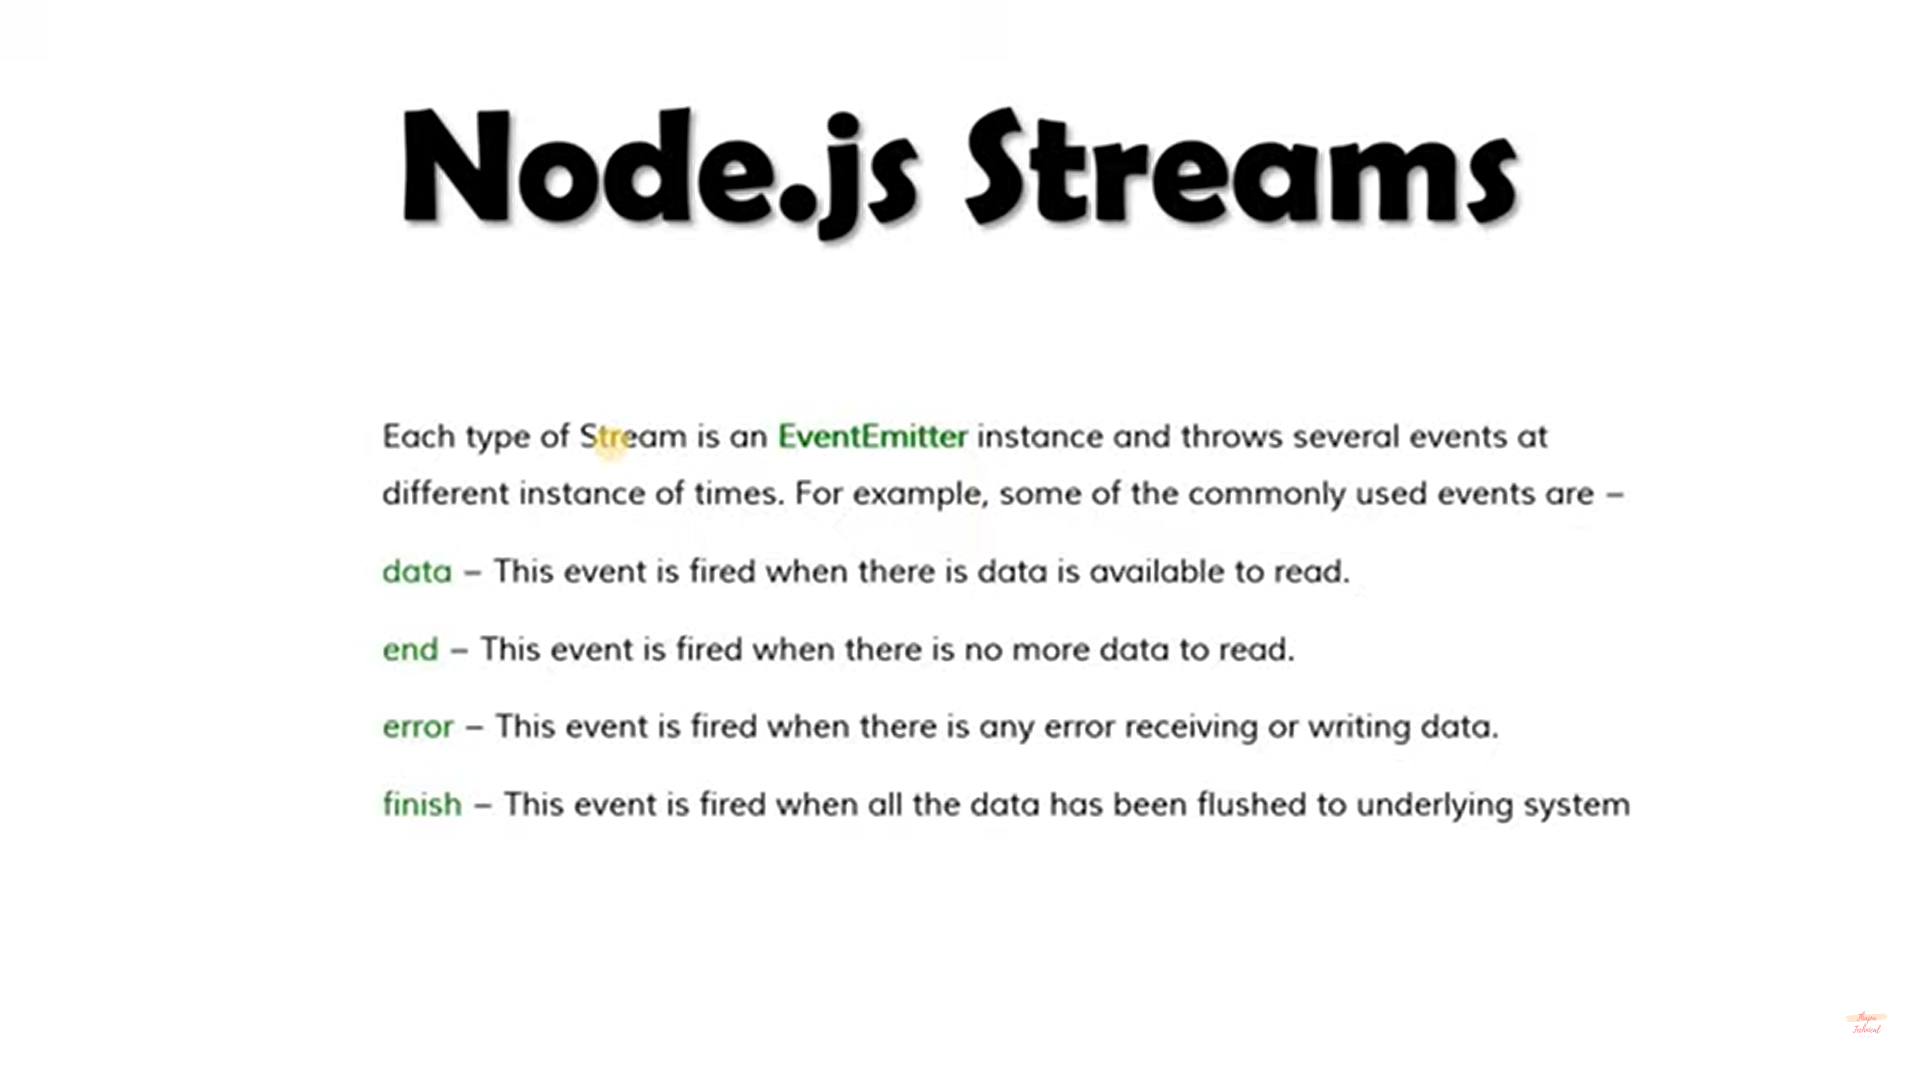 Node.js Streams
Each type of Stream is an EventEmitter instance and throws several events at
different instance of times. For example, some of the commonly used events are –
data – This event is fired when there is data is available to read.
end – This event is fired when there is no more data to read.
error – This event is fired when there is any error receiving or writing data.
finish – This event is fired when all the data has been flushed to underlying system
Technical